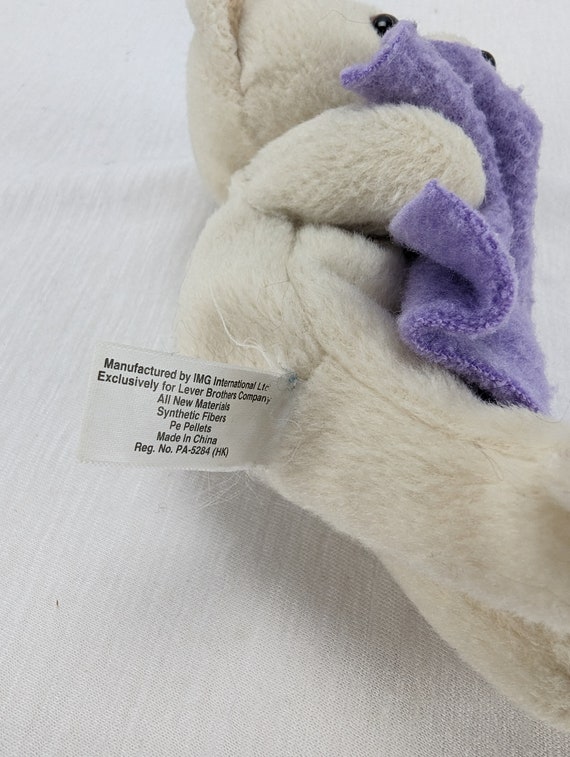 Manufactured by IMG International Ltd
Exclusively for Lever Brothers Company
All New Materials
Synthetic Fibers
Pe Pellets
Made in China
Reg. No. PA-5284 (HK)